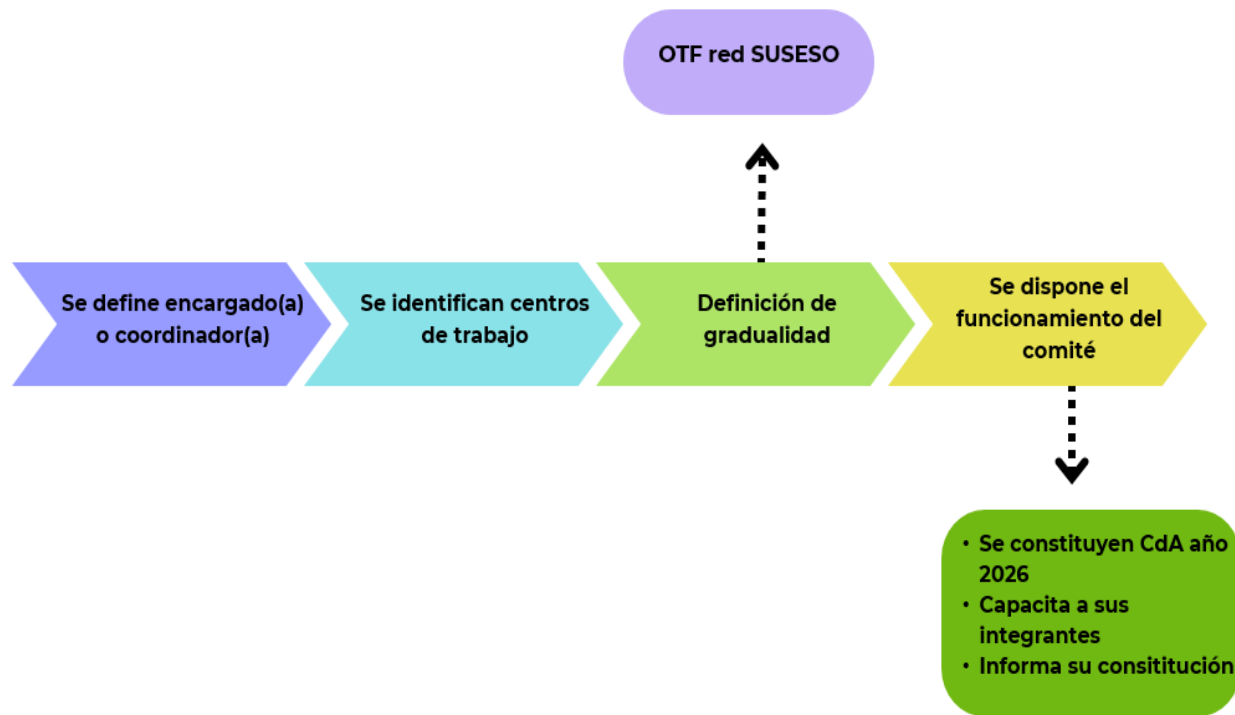 OTF red SUSESO
Se define encargado(a)
o coordinador(a)
Se identifican centros
de trabajo
Definición de
gradualidad
Se dispone el
funcionamiento del
comité
• Se constituyen CdA año
2026
• Capacita a sus
integrantes
• Informa su consititución